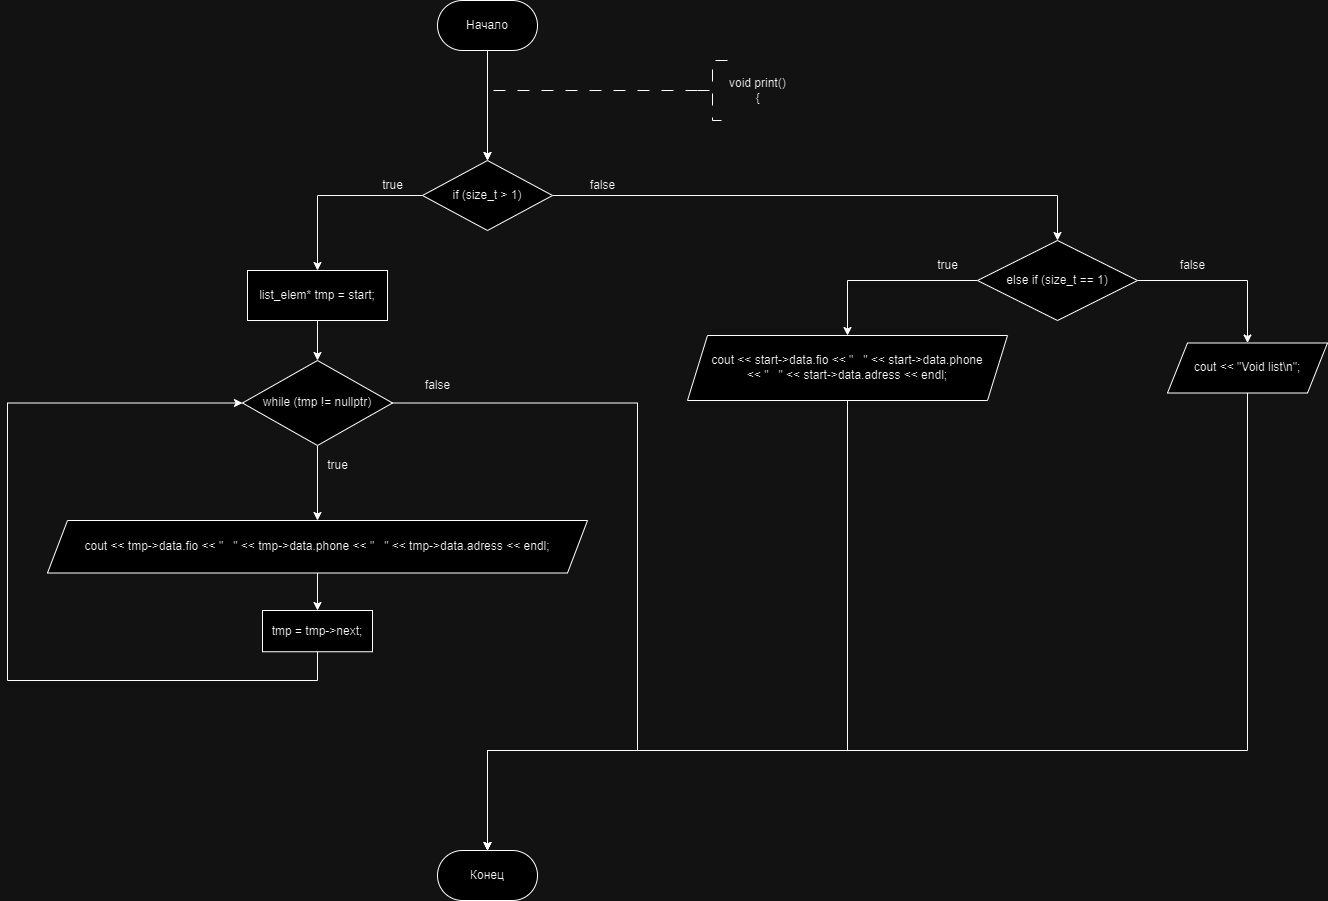 Начало
void print()
{
true
if (size_t > 1)
false
true
else if (size_t == 1)
false
list_elem* tmp = start;
cout << start->data.fio << "   " << start->data.phone
<< "   " << start->data.adress << endl;
cout << "Void list\n";
while (tmp != nullptr)
false
true
cout << tmp->data.fio << "   " << tmp->data.phone << "   " << tmp->data.adress << endl;
tmp = tmp->next;
Конец